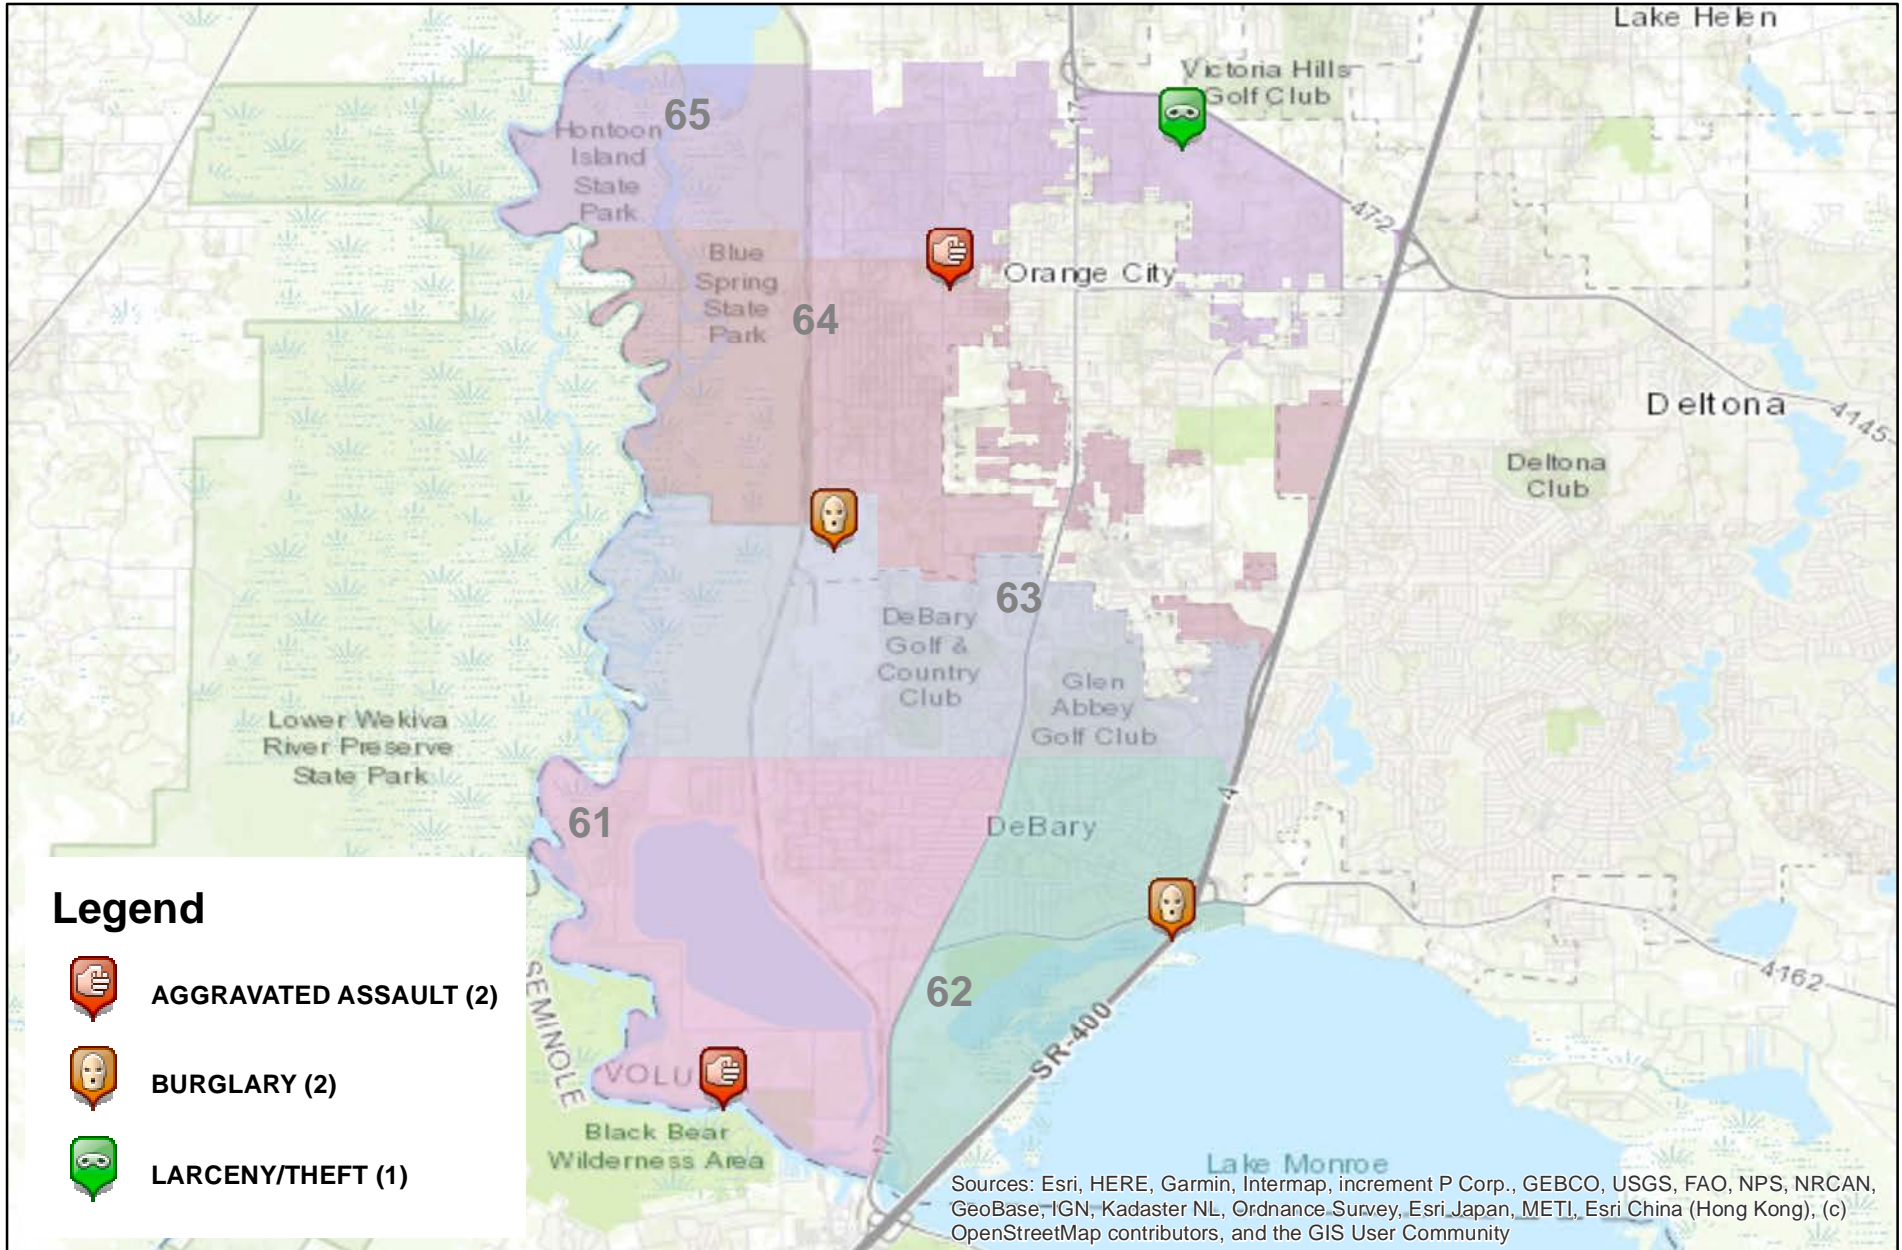 Lake Helen
Victoria Hills
Golf Club
65
Hontoon
Island
State
Park
17
472
Blue
Spring
State
Park
64
Orange City
Deltona
4145
Deltona
Club
63
DeBary
Golf &
Country
Club
Glen
Abbey
Golf Club
Lower Wekiva
River Preserve
State Park
61
4
DeBary
62
4162
SR-400
SEMINOLE
VOLU
17
Black Bear
Wilderness Area
Lake Monroe
Legend
AGGRAVATED ASSAULT (2)
BURGLARY (2)
LARCENY/THEFT (1)
Sources: Esri, HERE, Garmin, Intermap, increment P Corp., GEBCO, USGS, FAO, NPS, NRCAN,
GeoBase, IGN, Kadaster NL, Ordnance Survey, Esri Japan, METI, Esri China (Hong Kong), (c)
OpenStreetMap contributors, and the GIS User Community